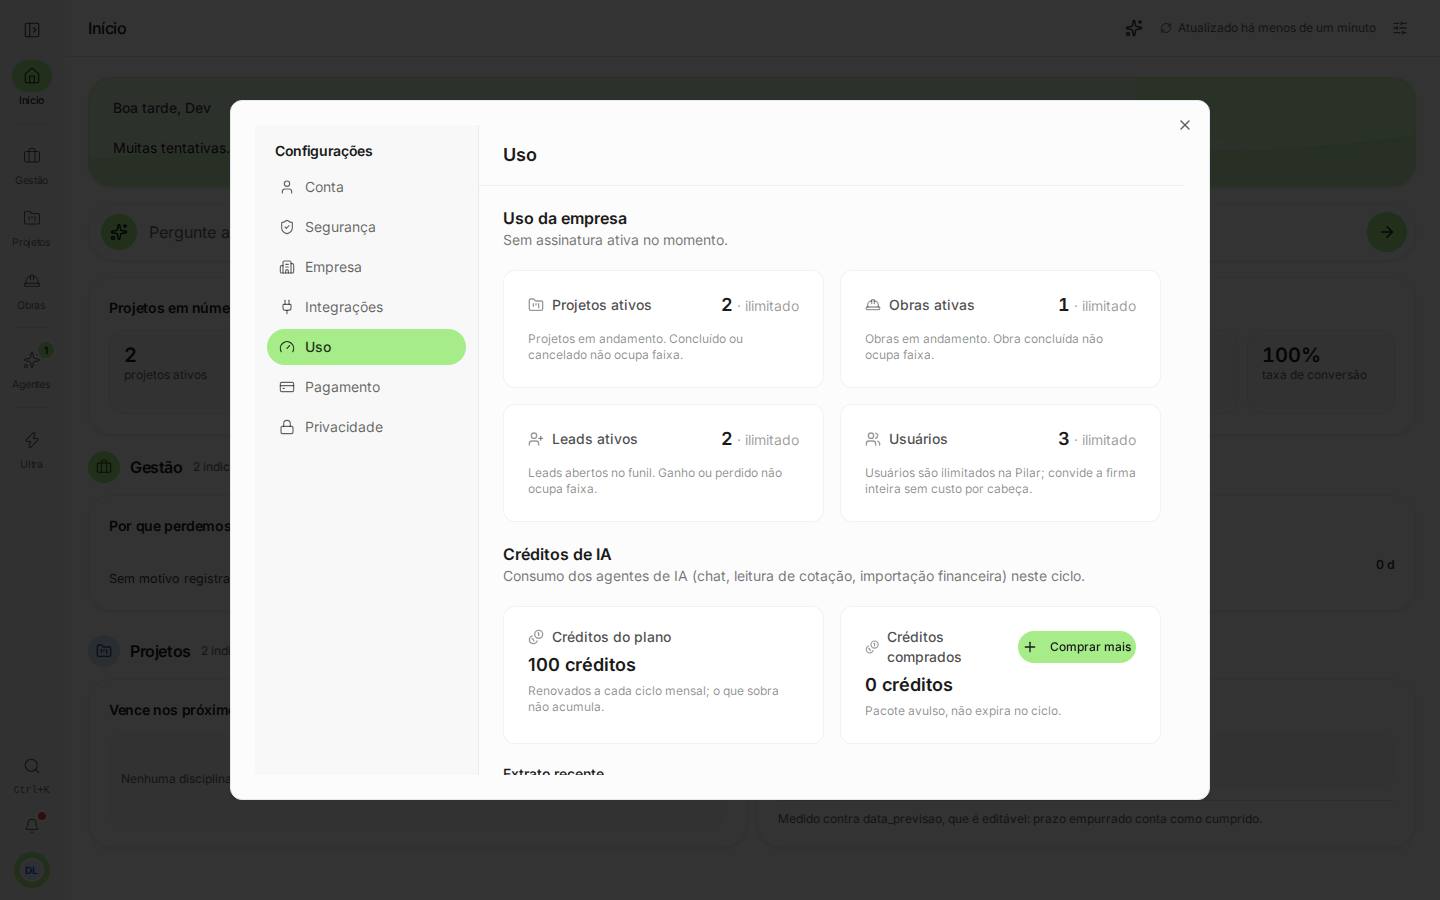 Início
Atualizado há menos de um minuto
Início
Gestão
Projetos
Obras
1
Agentes
Ultra
Ctrl+K
DL
Boa tarde, Dev
Muitas tentativas.
Pergunte a
Projetos em núme
2
projetos ativos
100%
taxa de conversão
Gestão
2 indic
Por que perdemos
Sem motivo registra
0 d
Projetos
2 indi
Vence nos próxim
Nenhuma disciplina
Medido contra data_previsao, que é editável: prazo empurrado conta como cumprido.
Configurações
Conta
Segurança
Empresa
Integrações
Uso
Pagamento
Privacidade
Uso
Uso da empresa
Sem assinatura ativa no momento.
Projetos ativos
2 · ilimitado
Projetos em andamento. Concluído ou
cancelado não ocupa faixa.
Obras ativas
1 · ilimitado
Obras em andamento. Obra concluída não
ocupa faixa.
Leads ativos
2 · ilimitado
Leads abertos no funil. Ganho ou perdido não
ocupa faixa.
Usuários
3 · ilimitado
Usuários são ilimitados na Pilar; convide a firma
inteira sem custo por cabeça.
Créditos de IA
Consumo dos agentes de IA (chat, leitura de cotação, importação financeira) neste ciclo.
Créditos do plano
100 créditos
Renovados a cada ciclo mensal; o que sobra
não acumula.
Créditos
comprados
Comprar mais
0 créditos
Pacote avulso, não expira no ciclo.
Extrato recente